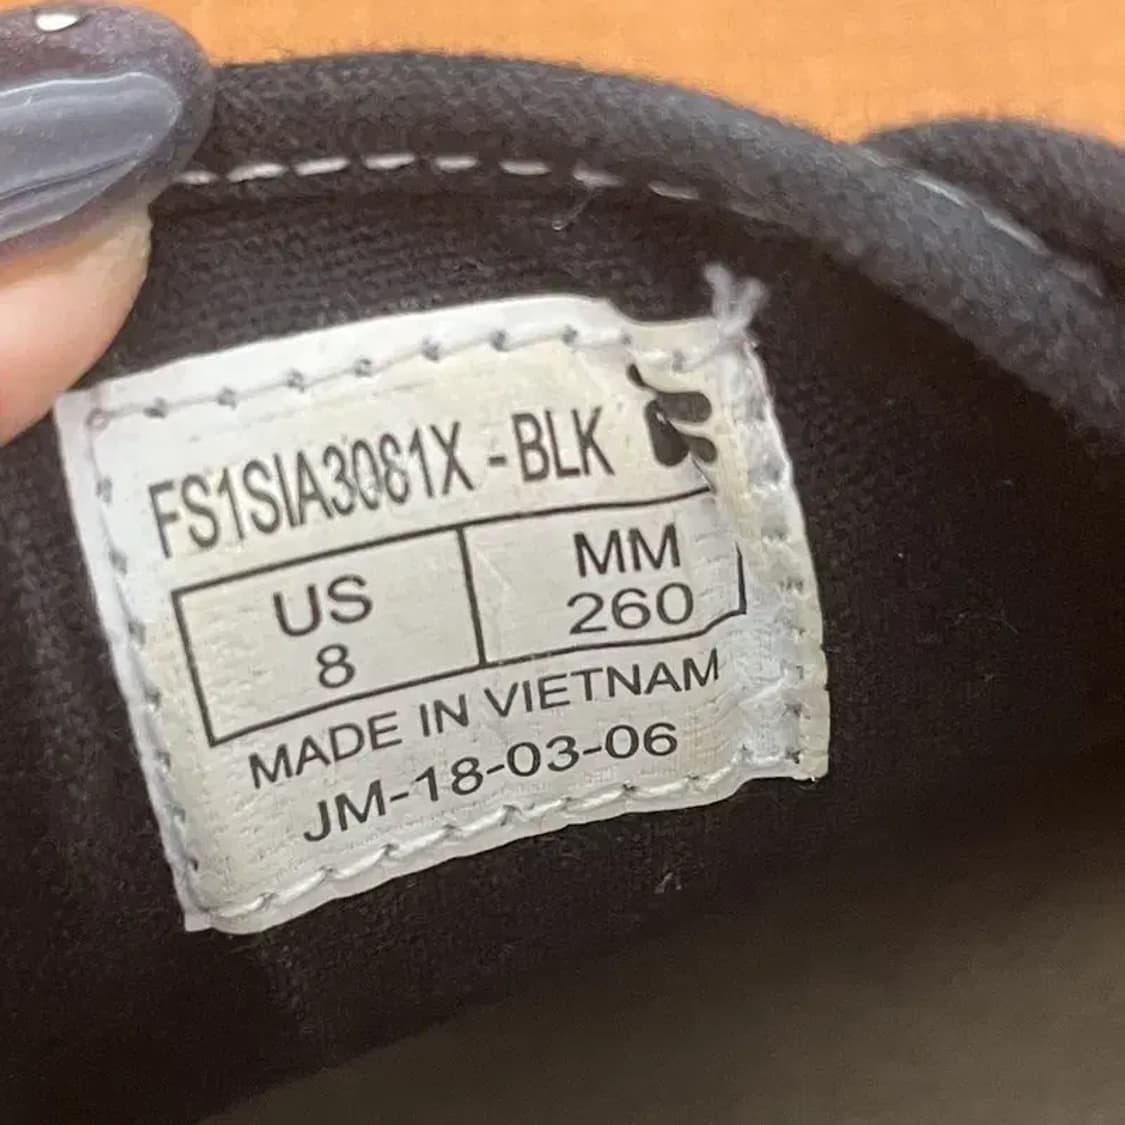 FS1SIA3081X - BLK
US
8
MM
260
MADE IN VIETNAM
JM-18-03-06